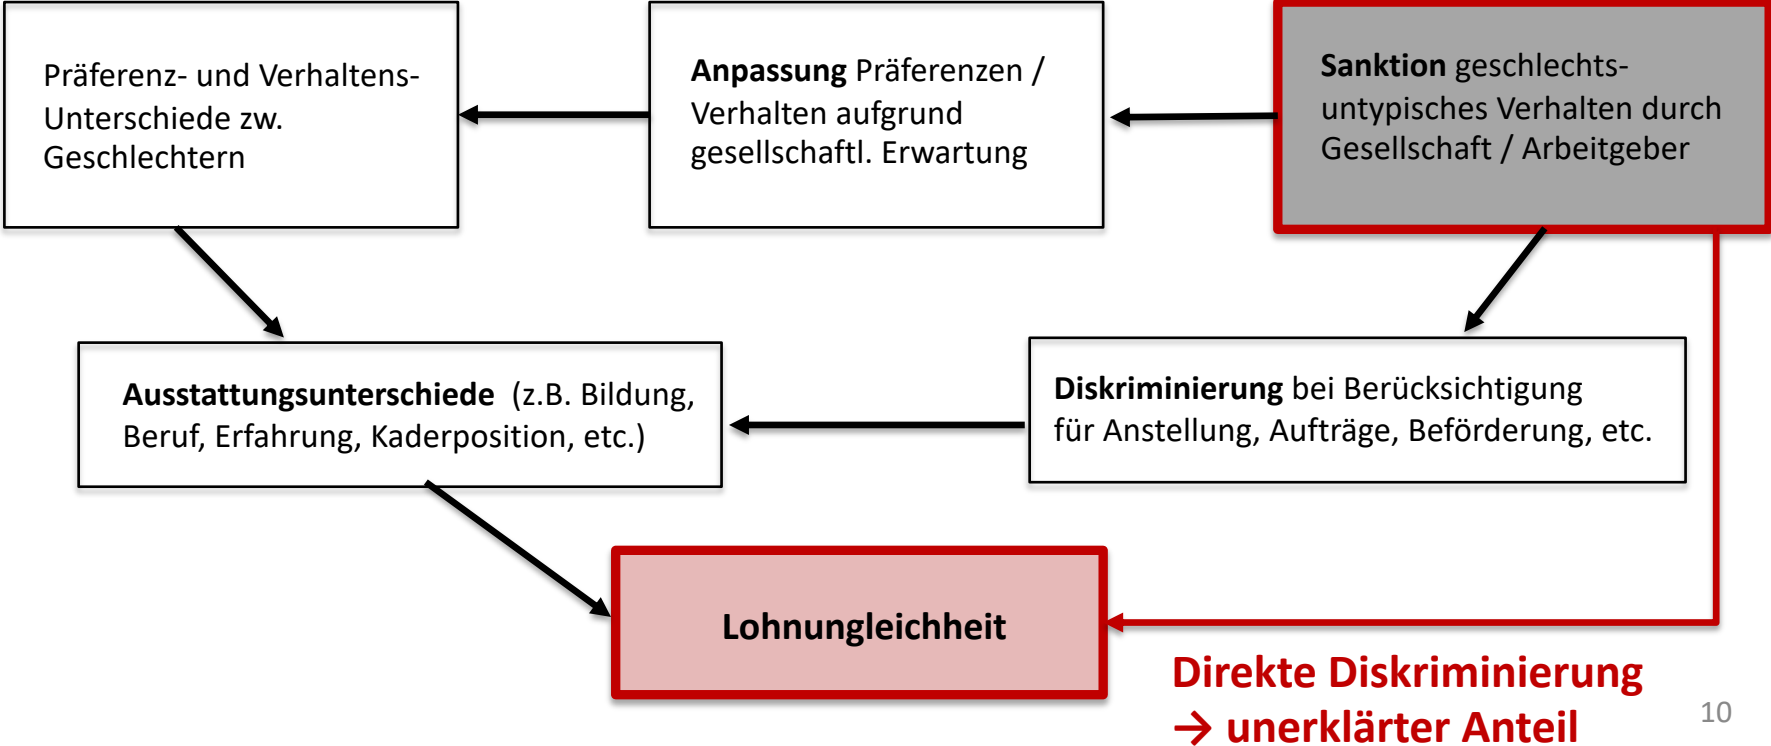 Präferenz- und Verhaltens-
Unterschiede zw.
Geschlechtern
Anpassung Präferenzen /
Verhalten aufgrund
gesellschaftl. Erwartung
Sanktion geschlechts-
untypisches Verhalten durch
Gesellschaft / Arbeitgeber
Ausstattungsunterschiede (z.B. Bildung,
Beruf, Erfahrung, Kaderposition, etc.)
Diskriminierung bei Berücksichtigung
für Anstellung, Aufträge, Beförderung, etc.
Lohnungleichheit
Direkte Diskriminierung
→ unerklärter Anteil
10